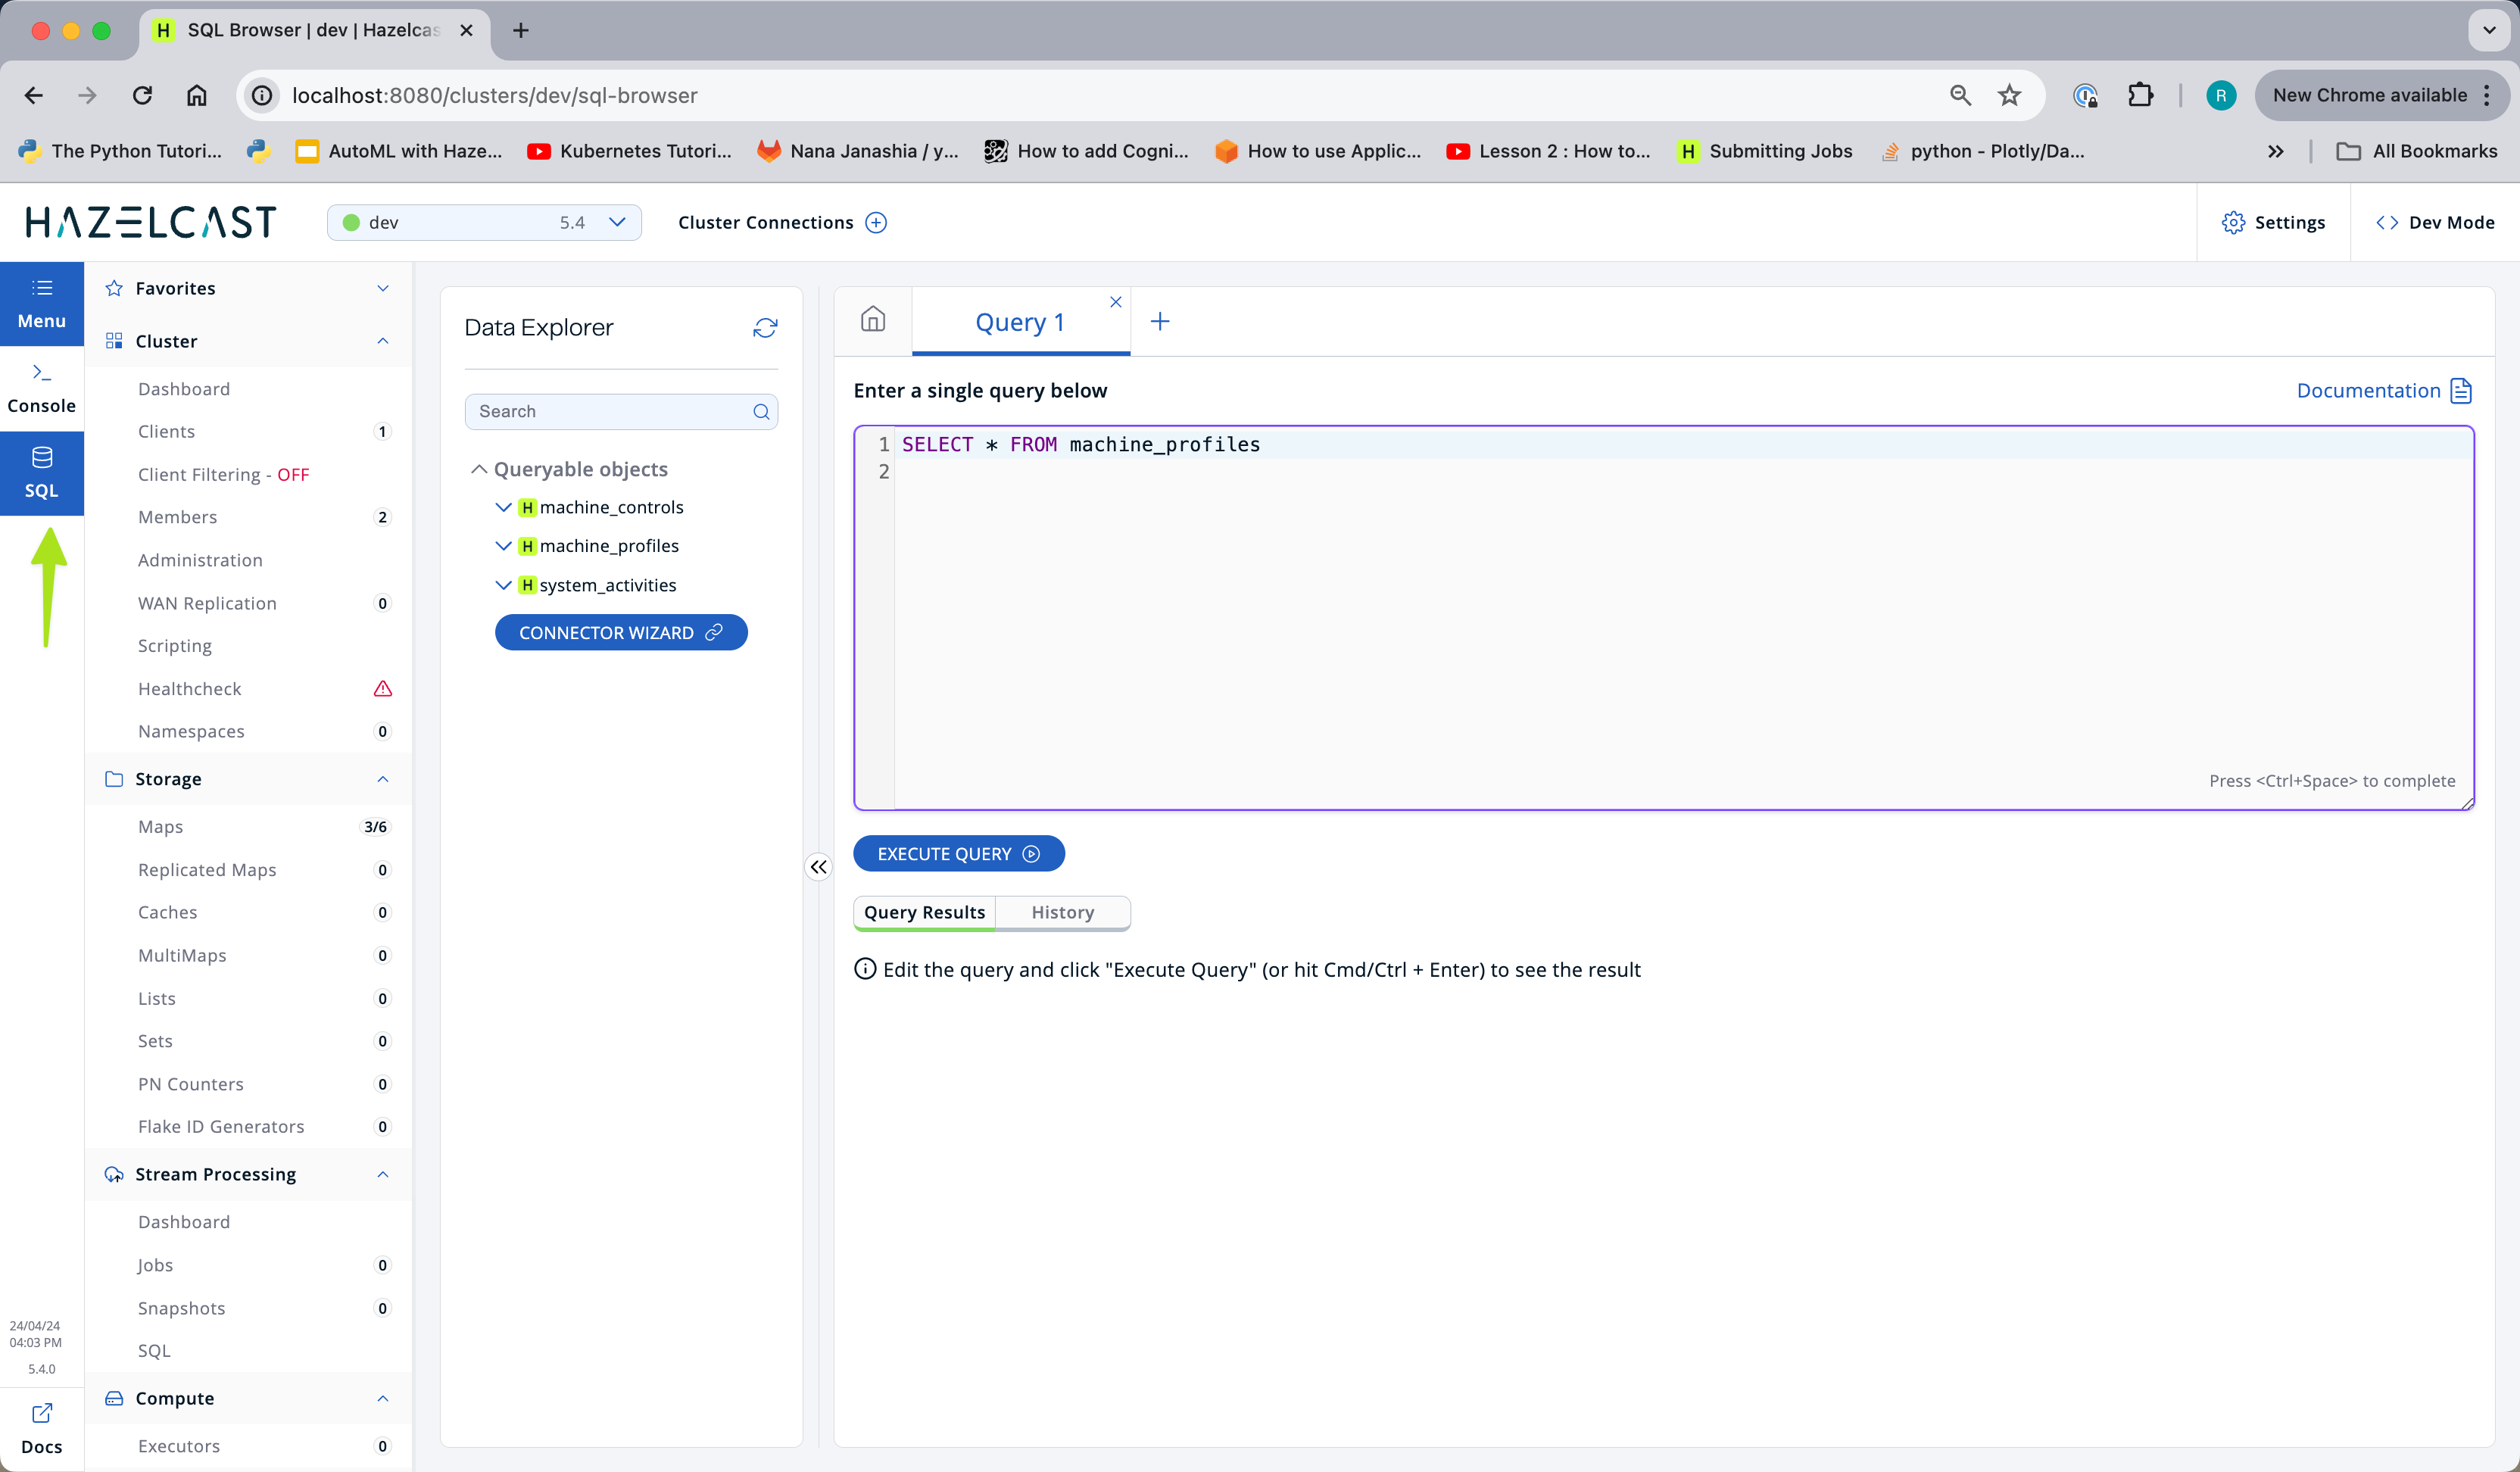 SQL Browser | dev | Hazelcas
localhost:8080/clusters/dev/sql-browser
R
New Chrome available
The Python Tutori...
AutoML with Haze...
Kubernetes Tutori...
Nana Janashia / y...
How to add Cogni...
How to use Applic...
Lesson 2 : How to...
H Submitting Jobs
python - Plotly/Da...
All Bookmarks
HAZELCAST
dev 5.4
Cluster Connections
Settings
Dev Mode
Menu
Console
SQL
24/04/24
04:03 PM
5.4.0
Docs
Favorites
Cluster
Dashboard
Clients 1
Client Filtering - OFF
Members 2
Administration
WAN Replication 0
Scripting
Healthcheck
Namespaces 0
Storage
Maps 3/6
Replicated Maps 0
Caches 0
MultiMaps 0
Lists 0
Sets 0
PN Counters 0
Flake ID Generators 0
Stream Processing
Dashboard
Jobs 0
Snapshots 0
SQL
Compute
Executors 0
Data Explorer
Search
Queryable objects
H machine_controls
H machine_profiles
H system_activities
CONNECTOR WIZARD
Query 1
Enter a single query below
Documentation
1 SELECT * FROM machine_profiles
2
Press <Ctrl+Space> to complete
EXECUTE QUERY
Query Results
History
Edit the query and click "Execute Query" (or hit Cmd/Ctrl + Enter) to see the result